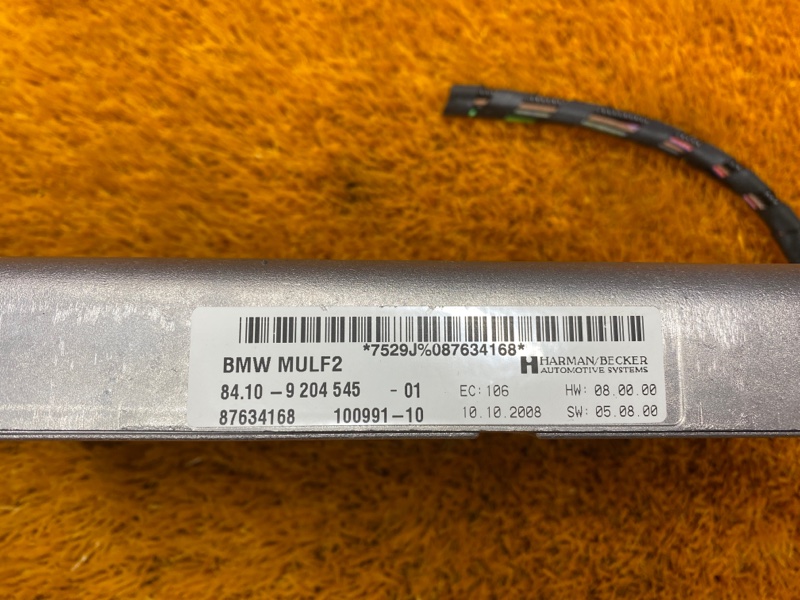 *7529J%087634168*
BMW MULF2
HARMAN/BECKER
AUTOMOTIVE SYSTEMS
84.10 – 9 204 545 - 01 EC: 106 HW: 08.00.00
87634168 100991–10 10.10.2008 SW: 05.08.00